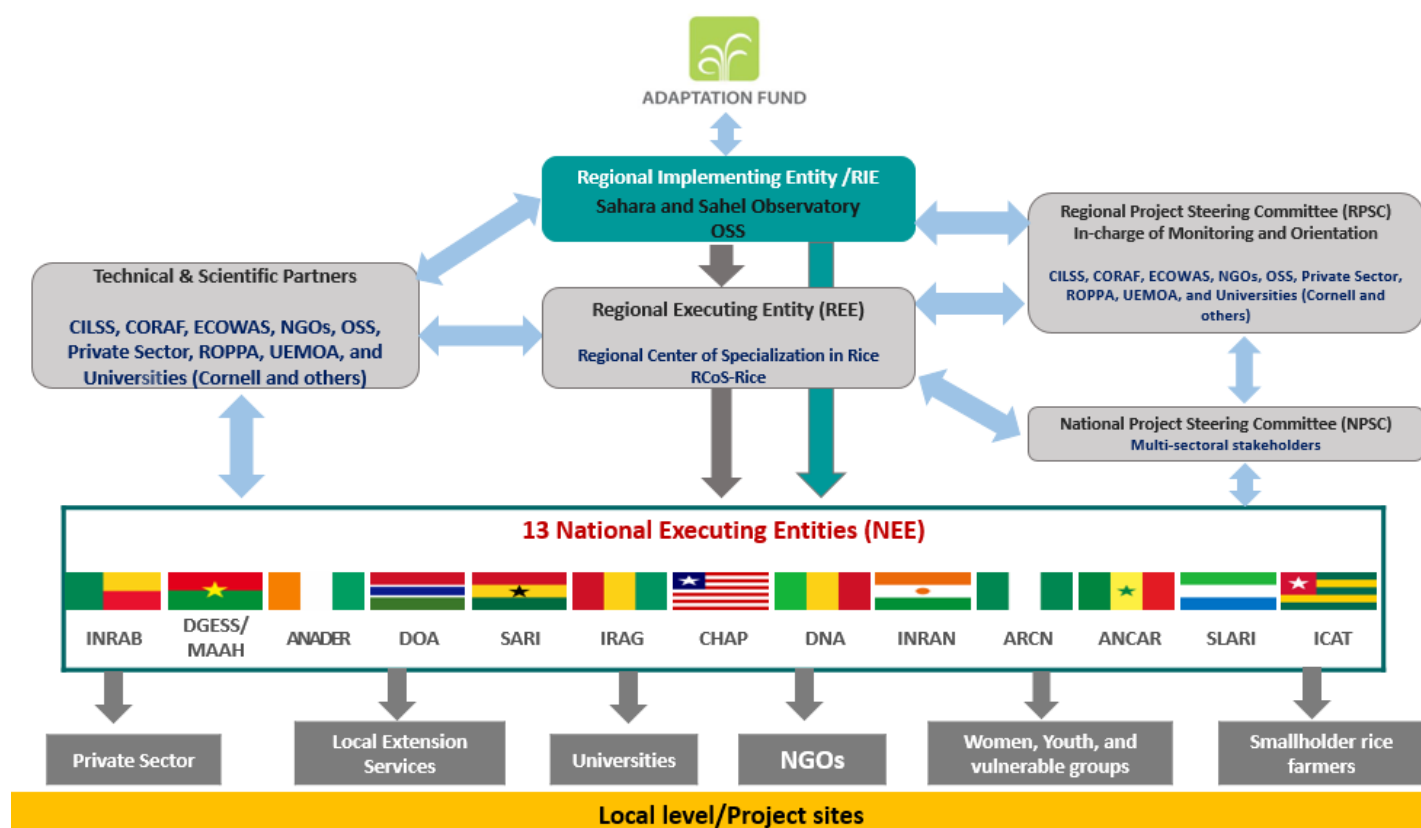 ADAPTATION FUND
Regional Implementing Entity /RIE
Sahara and Sahel Observatory
OSS
Regional Project Steering Committee (RPSC)
In-charge of Monitoring and Orientation
CILSS, CORAF, ECOWAS, NGOs, OSS, Private Sector,
ROPPA, UEMOA, and Universities (Cornell and
others)
Technical & Scientific Partners
CILSS, CORAF, ECOWAS, NGOs, OSS,
Private Sector, ROPPA, UEMOA, and
Universities (Cornell and others)
Regional Executing Entity (REE)
Regional Center of Specialization in Rice
RCoS-Rice
National Project Steering Committee (NPSC)
Multi-sectoral stakeholders
13 National Executing Entities (NEE)
INRAB
DGESS/
MAAH
ANADER
DOA
SARI
IRAG
CHAP
DNA
INRAN
ARCN
ANCAR
SLARI
ICAT
Private Sector
Local Extension
Services
Universities
NGOs
Women, Youth, and
vulnerable groups
Smallholder rice
farmers
Local level/Project sites